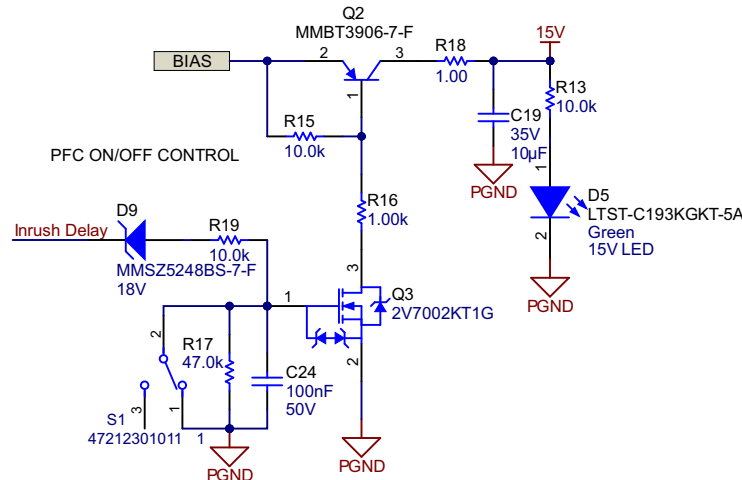 Q2
MMBT3906-7-F
BIAS
2
3
R18
1.00
15V
1
R15
10.0k
C19
35V
10µF
R13
10.0k
PGND
PFC ON/OFF CONTROL
R16
1.00k
1
D5
LTST-C193KGKT-5A
Green
15V LED
2
D9
Inrush Delay
R19
10.0k
MMSZ5248BS-7-F
18V
3
1
Q3
2V7002KT1G
PGND
2
R17
47.0k
C24
100nF
50V
2
S1
3
1
47212301011
1
PGND
PGND